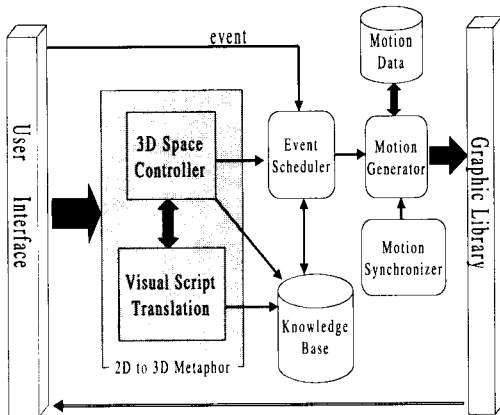 event
Motion
Data
User Interface
3D Space
Controller
Event
Scheduler
Motion
Generator
Graphic Library
Visual Script
Translation
Knowledge
Base
Motion
Synchronizer
2D to 3D Metaphor